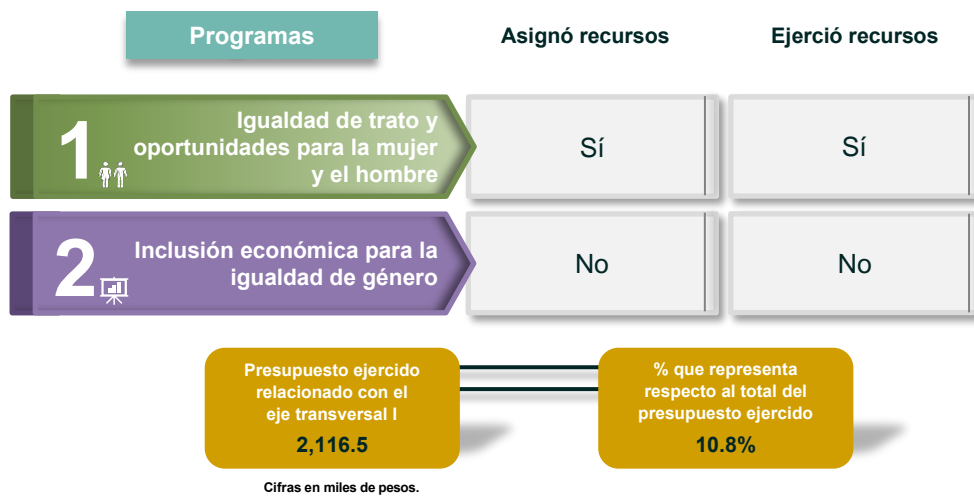 Programas
Asignó recursos
Ejerció recursos
1
Igualdad de trato y
oportunidades para la mujer
y el hombre
Sí
Sí
2
Inclusión económica para la
igualdad de género
No
No
Presupuesto ejercido
relacionado con el
eje transversal I
2,116.5
% que representa
respecto al total del
presupuesto ejercido
10.8%
Cifras en miles de pesos.